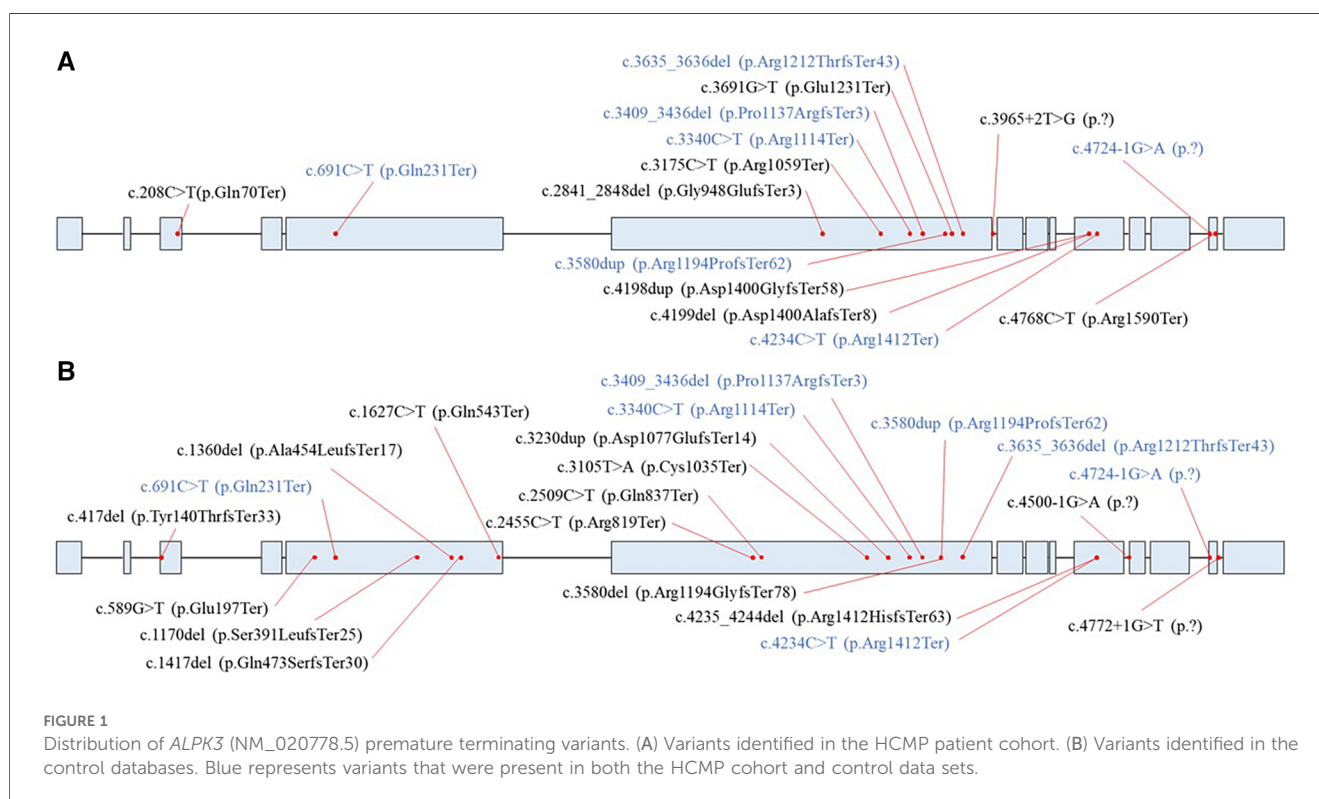 A
c.3635_3636del (p.Arg1212ThrfsTer43)
c.3691G>T (p.Glu1231Ter)
c.3409_3436del (p.Pro1137ArgfsTer3)
c.3965+2T>G (p.?)
c.3340C>T (p.Arg1114Ter)
c.4724-1G>A (p.?)
c.691C>T (p.Gln231Ter)
c.3175C>T (p.Arg1059Ter)
c.208C>T(p.Gln70Ter)
c.2841_2848del (p.Gly948GlufsTer3)
c.3580dup (p.Arg1194ProfsTer62)
c.4198dup (p.Asp1400GlyfsTer58)
c.4199del (p.Asp1400AlafsTer8)
c.4768C>T (p.Arg1590Ter)
c.4234C>T (p.Arg1412Ter)
B
c.3409_3436del (p.Pro1137ArgfsTer3)
c.1627C>T (p.Gln543Ter)
c.3340C>T (p.Arg1114Ter)
c.3580dup (p.Arg1194ProfsTer62)
c.3230dup (p.Asp1077GlufsTer14)
c.3635_3636del (p.Arg1212ThrfsTer43)
c.1360del (p.Ala454LeufsTer17)
c.3105T>A (p.Cys1035Ter)
c.4724-1G>A (p.?)
c.691C>T (p.Gln231Ter)
c.2509C>T (p.Gln837Ter)
c.4500-1G>A (p.?)
c.417del (p.Tyr140ThrfsTer33)
c.2455C>T (p.Arg819Ter)
c.3580del (p.Arg1194GlyfsTer78)
c.589G>T (p.Glu197Ter)
c.4235_4244del (p.Arg1412HisfsTer63)
c.4772+1G>T (p.?)
c.1170del (p.Ser391LeufsTer25)
c.4234C>T (p.Arg1412Ter)
c.1417del (p.Gln473SerfsTer30)
FIGURE 1
Distribution of ALPK3 (NM_020778.5) premature terminating variants. (A) Variants identified in the HCMP patient cohort. (B) Variants identified in the
control databases. Blue represents variants that were present in both the HCMP cohort and control data sets.